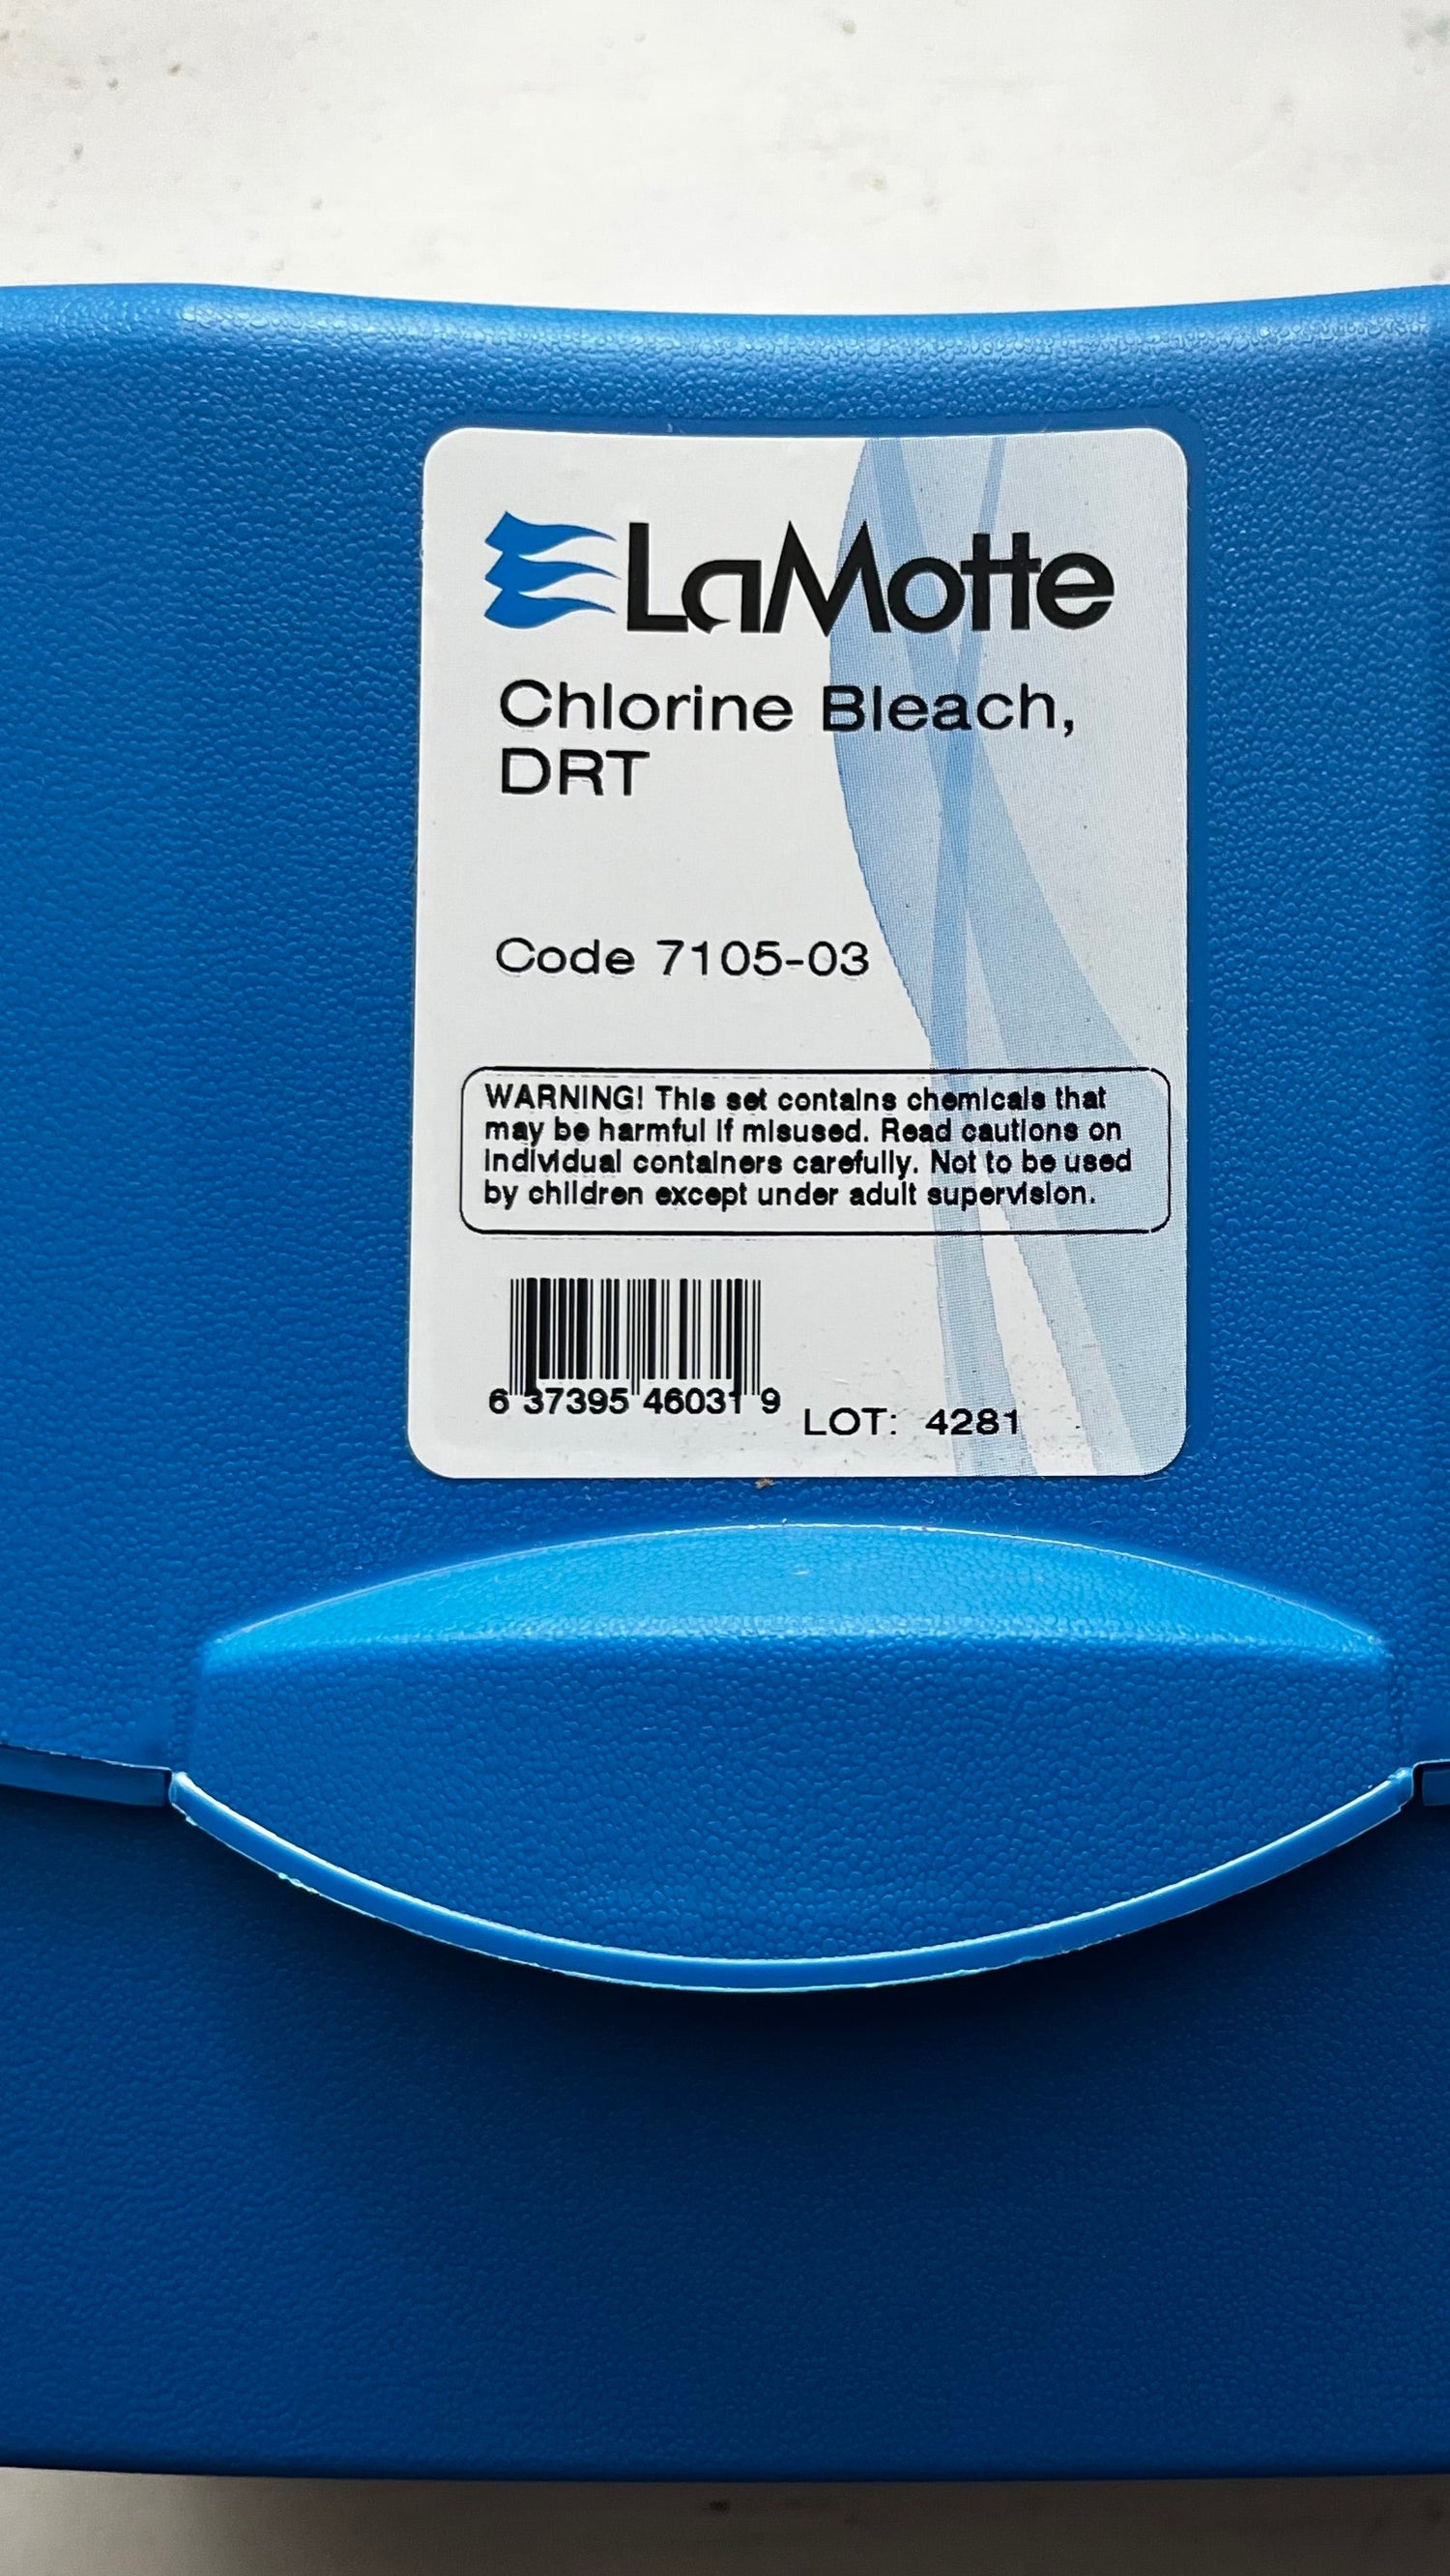 LaMotte
Chlorine Bleach,
DRT
Code 7105-03
WARNING! This set contains chemicals that
may be harmful if misused. Read cautions on
individual containers carefully. Not to be used
by children except under adult supervision.
6 37395 46031 9
LOT: 4281